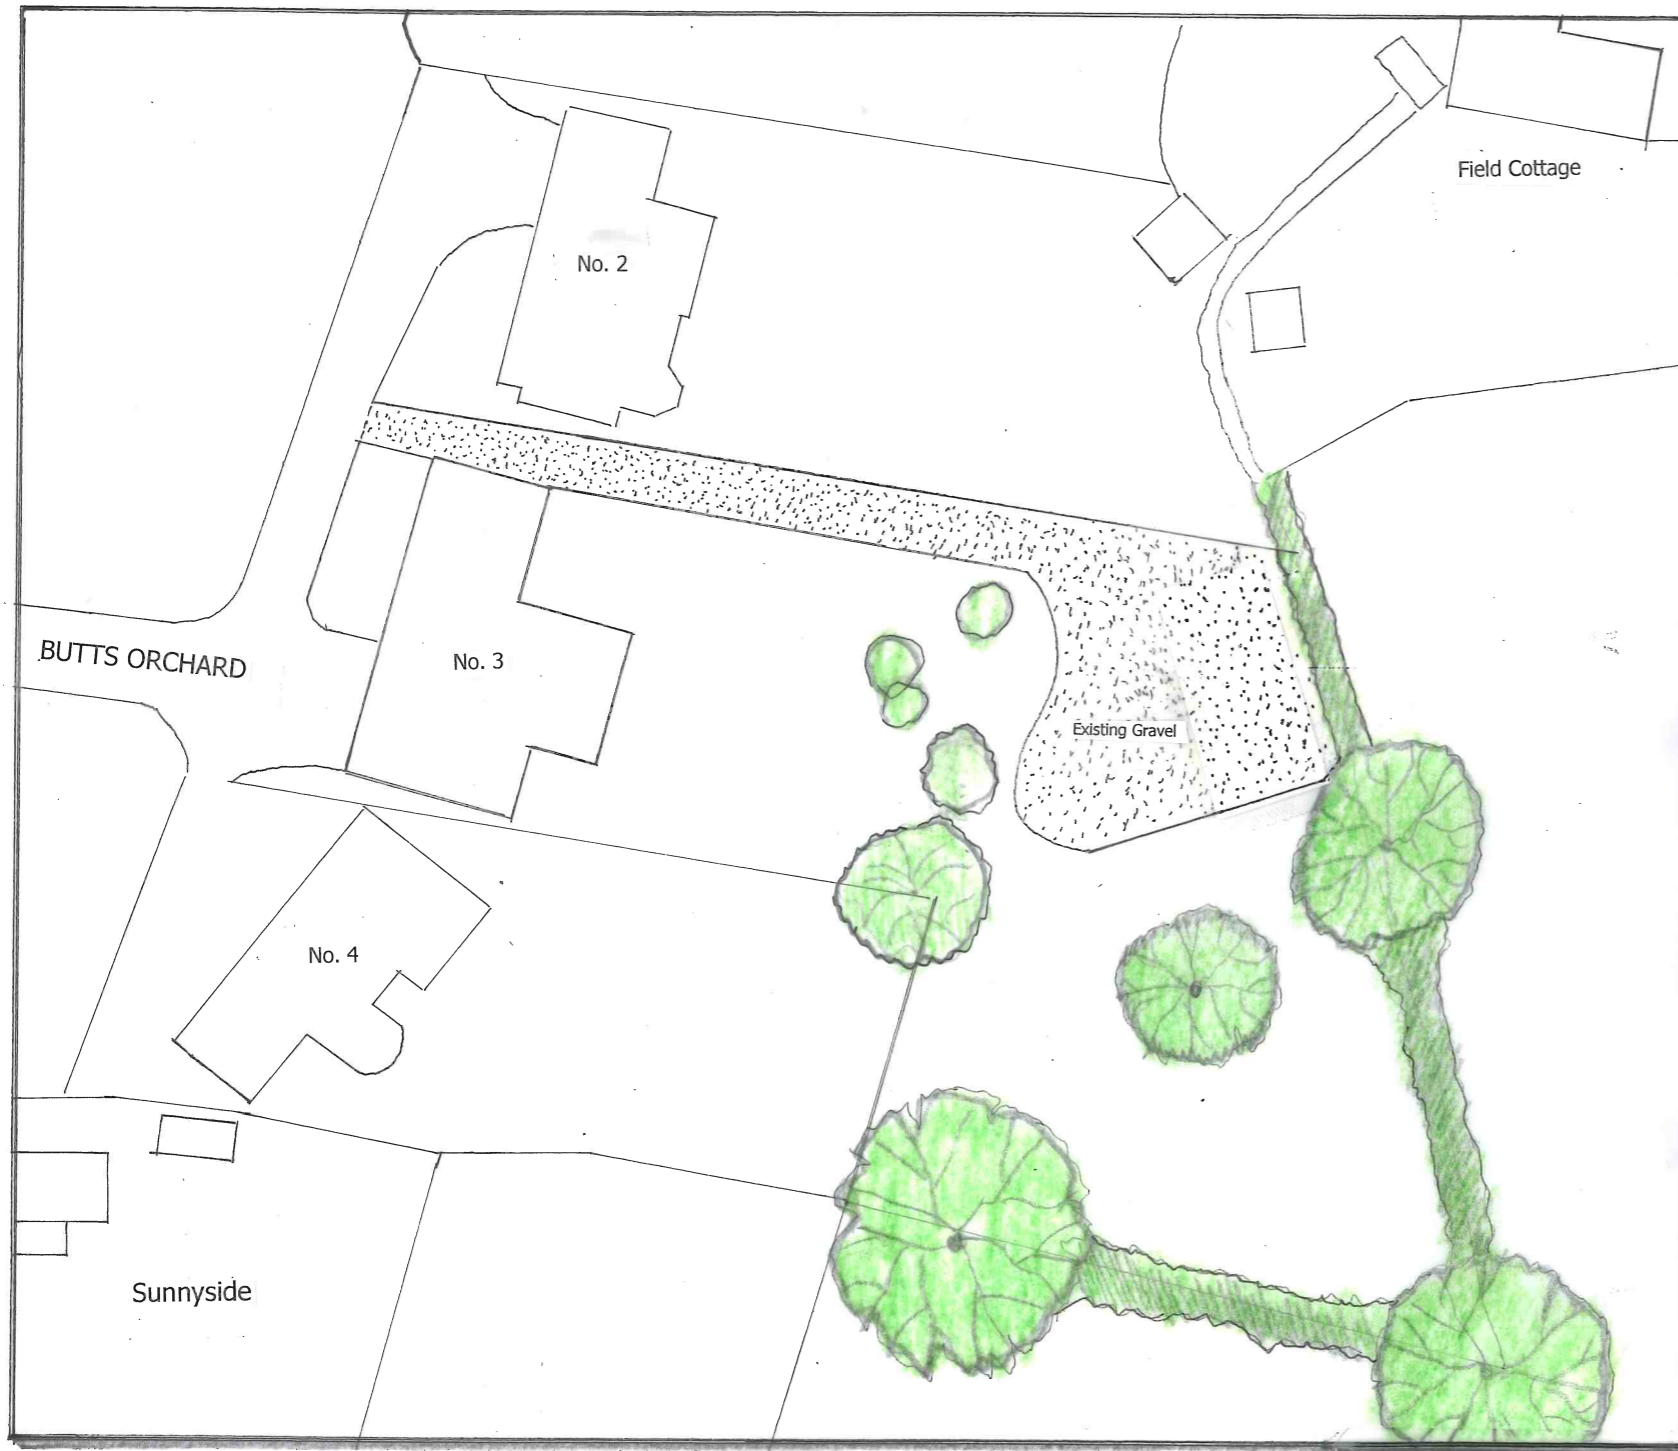 Field Cottage
No. 2
BUTTS ORCHARD
No. 3
Existing Gravel
No. 4
Sunnyside